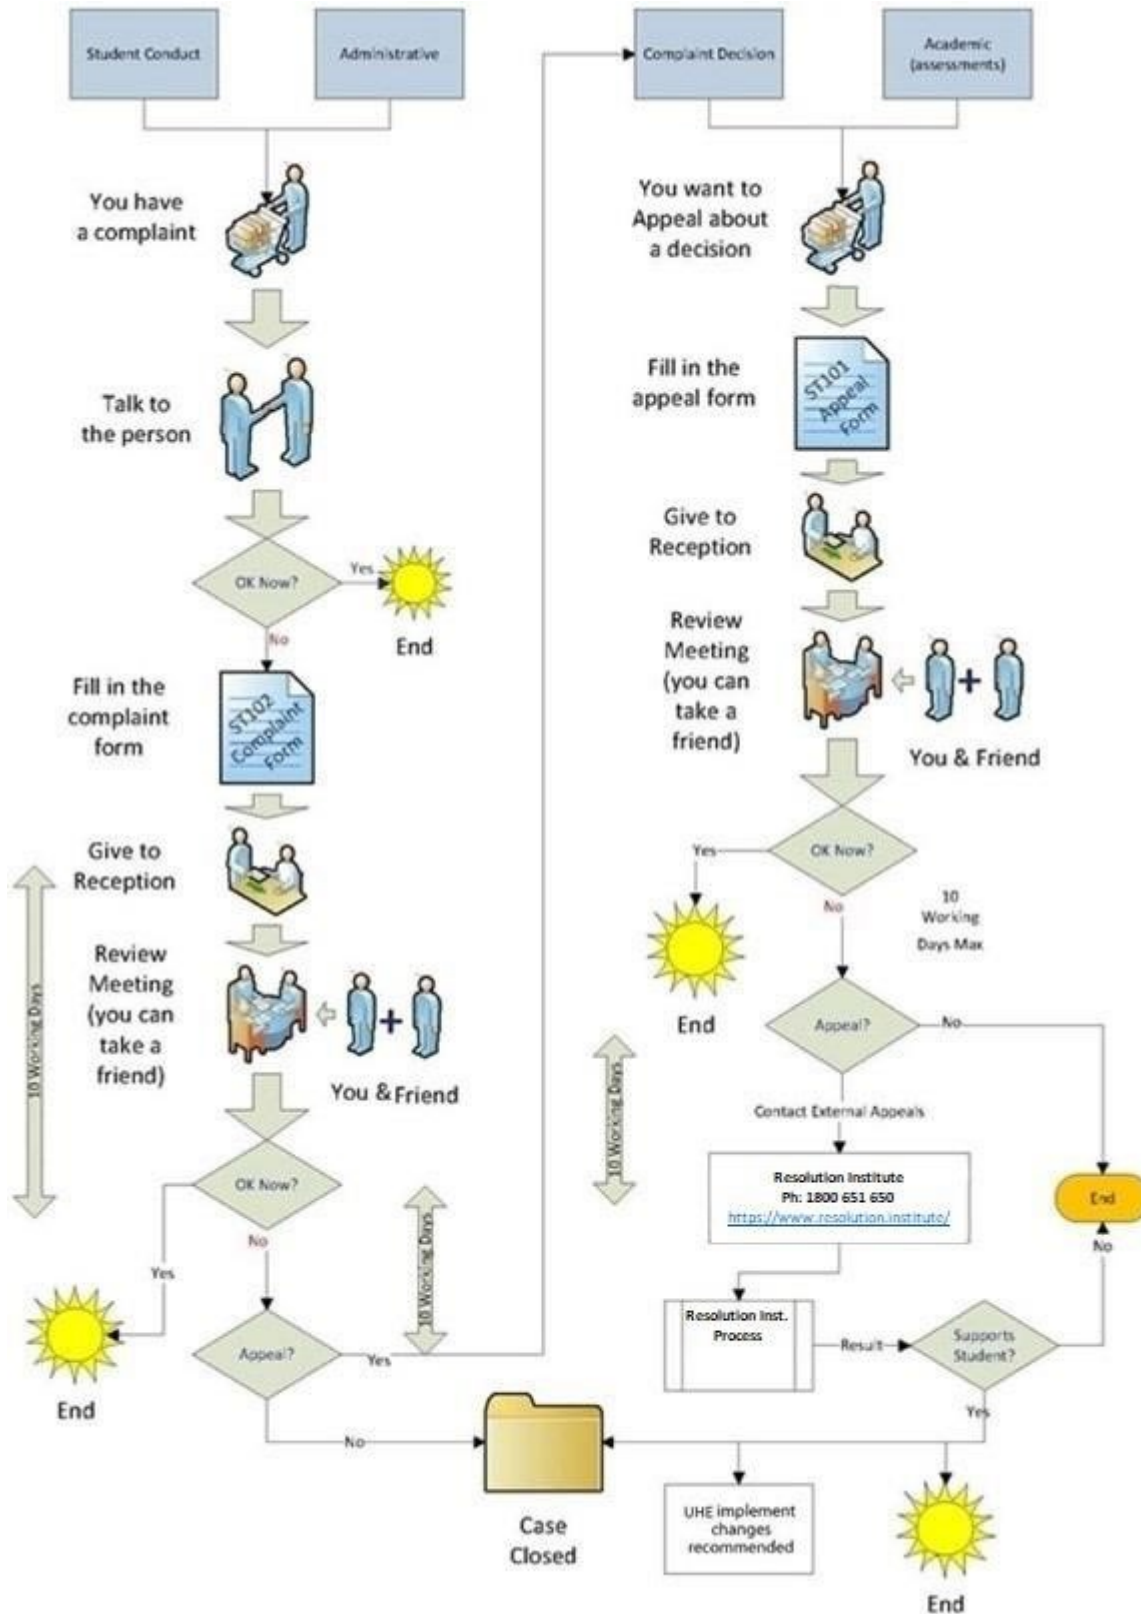 Student Conduct
Administrative
Complaint Decision
Academic
(assessments)
You have
a complaint
Talk to
the person
OK Now?
Yes
End
No
Fill in the
complaint
form
ST102
Complaint
Form
Give to
Reception
10 Working Days
Review
Meeting
(you can
take a
friend)
You & Friend
OK Now?
Yes
End
No
10 Working Days
Appeal?
Yes
No
Case
Closed
You want to
Appeal about
a decision
Fill in the
appeal form
ST101
Appeal
Form
Give to
Reception
Review
Meeting
(you can
take a
friend)
You & Friend
OK Now?
Yes
End
No
10
Working
Days Max
Appeal?
No
Contact External Appeals
10 Working Days
Resolution Institute
Ph: 1800 651 650
https://www.resolution.institute/
End
Resolution Inst.
Process
Result
Supports
Student?
No
Yes
UHE implement
changes
recommended
End